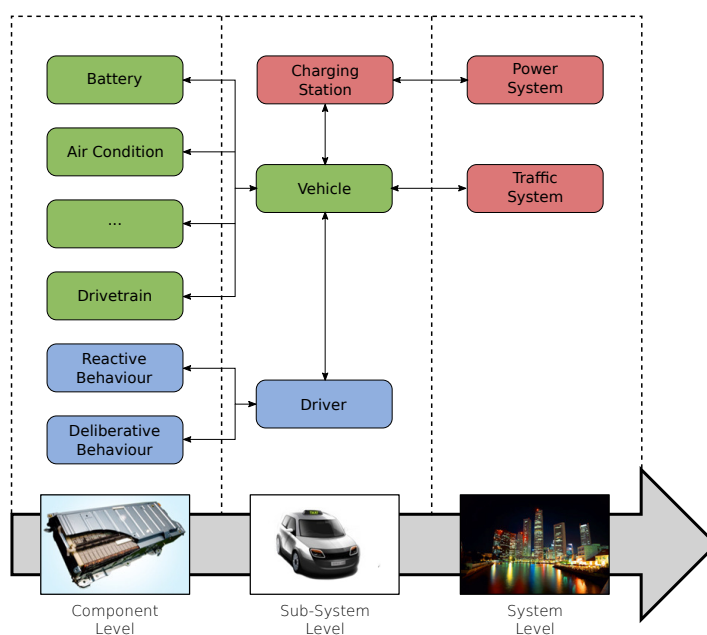 Battery
Charging
Station
Power
System
Air Condition
Vehicle
Traffic
System
...
Drivetrain
Reactive
Behaviour
Driver
Deliberative
Behaviour
TAXI
Component
Level
Sub-System
Level
System
Level